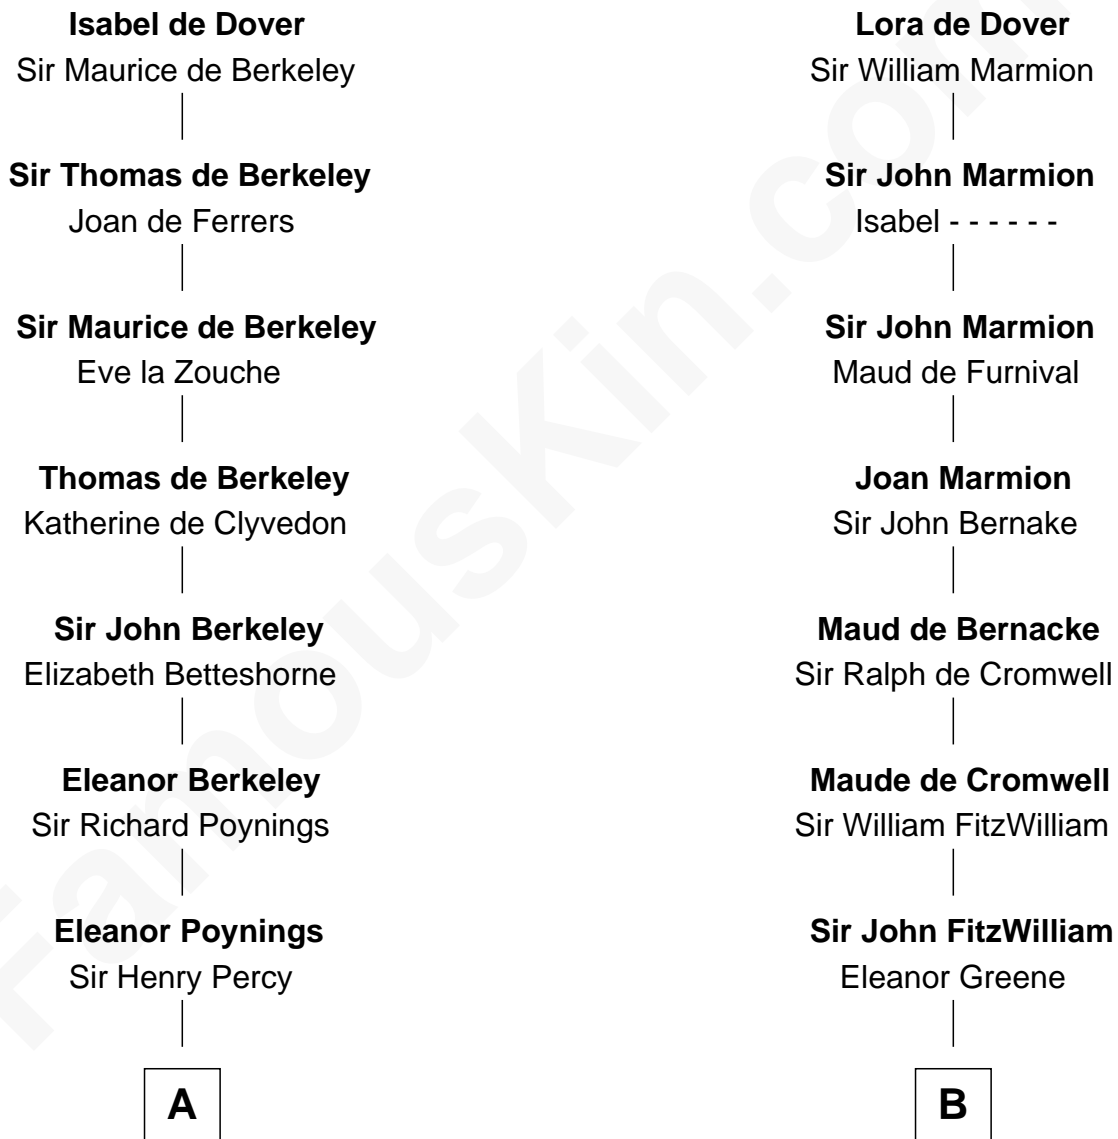 Isabel de Dover
Sir Maurice de Berkeley
Sir Thomas de Berkeley
Joan de Ferrers
Sir Maurice de Berkeley
Eve la Zouche
Thomas de Berkeley
Katherine de Clyvedon
Sir John Berkeley
Elizabeth Betteshorne
Eleanor Berkeley
Sir Richard Poynings
Eleanor Poynings
Sir Henry Percy
A
Lora de Dover
Sir William Marmion
Sir John Marmion
Isabel - - - - - -
Sir John Marmion
Maud de Furnival
Joan Marmion
Sir John Bernake
Maud de Bernacke
Sir Ralph de Cromwell
Maude de Cromwell
Sir William FitzWilliam
Sir John FitzWilliam
Eleanor Greene
B
FamousKin.com